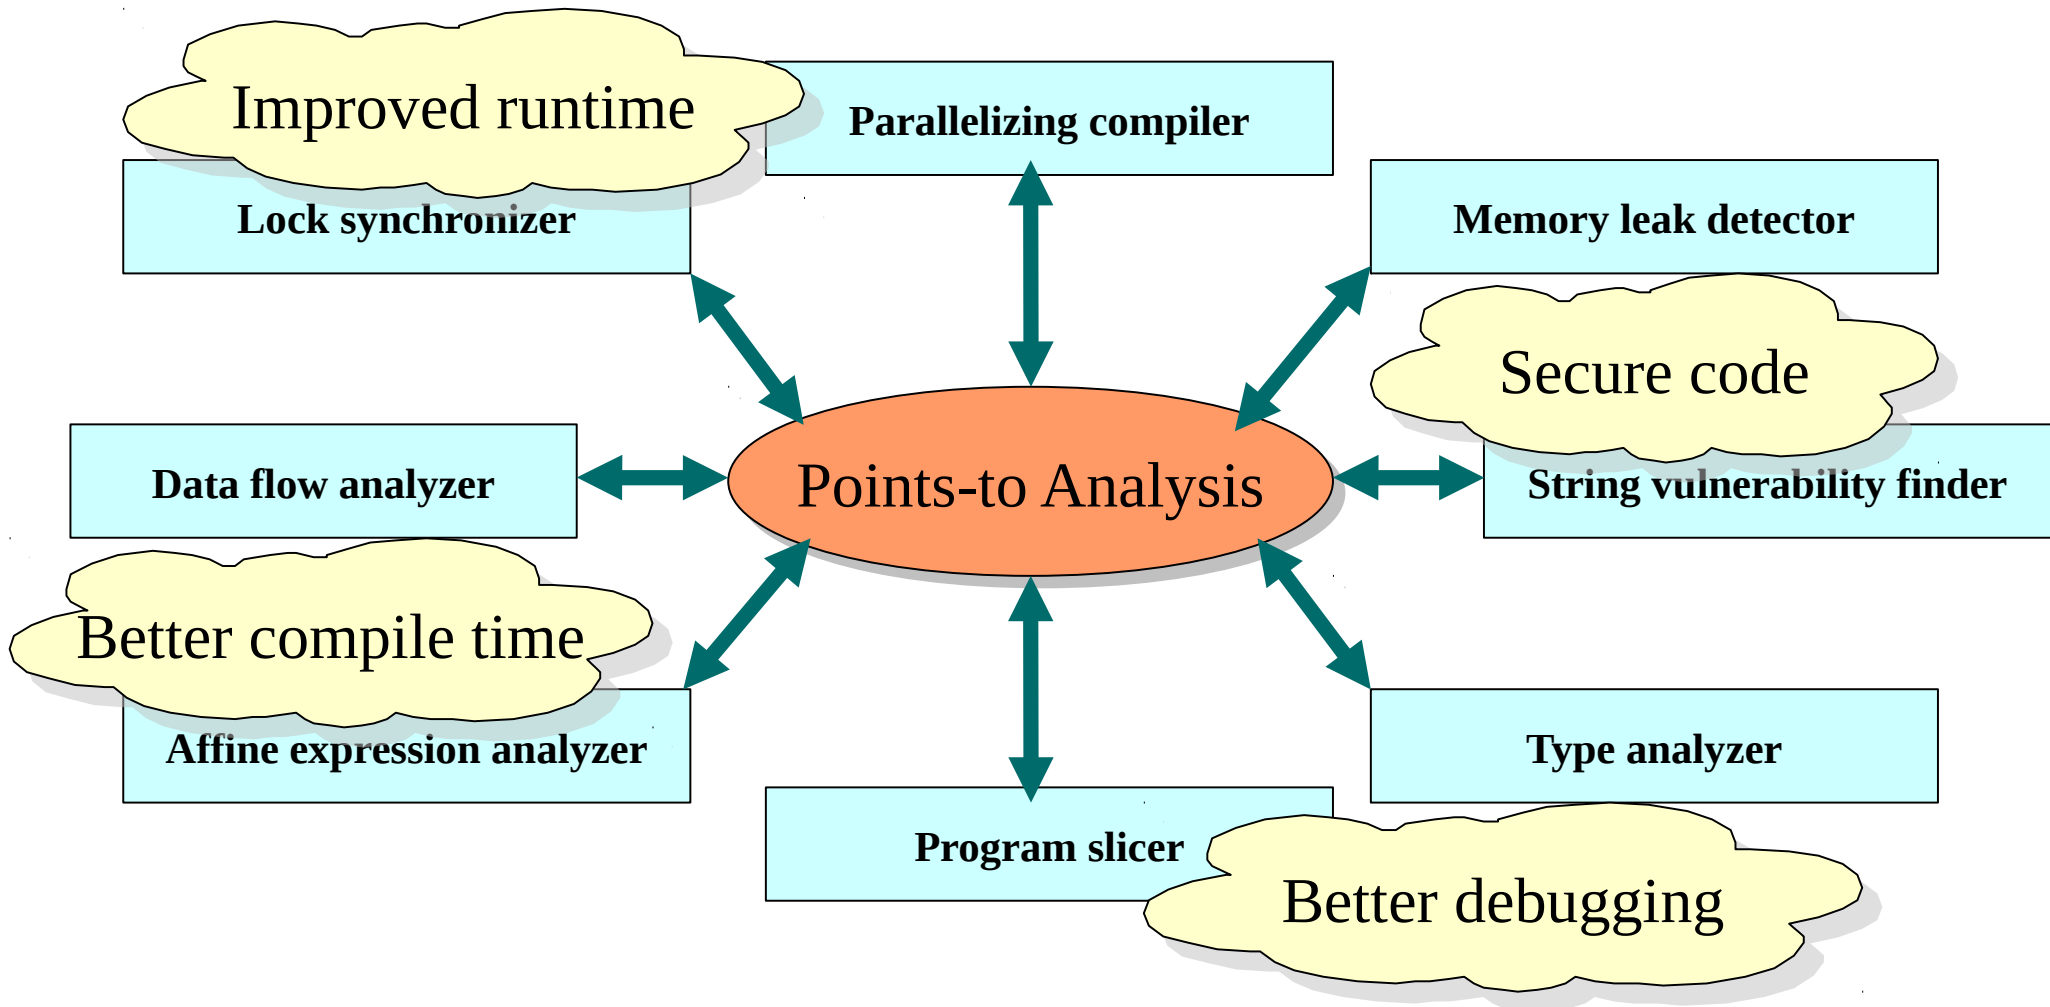 Improved runtime
Parallelizing compiler
Lock synchronizer
Memory leak detector
Secure code
Data flow analyzer
Points-to Analysis
String vulnerability finder
Better compile time
Affine expression analyzer
Type analyzer
Program slicer
Better debugging